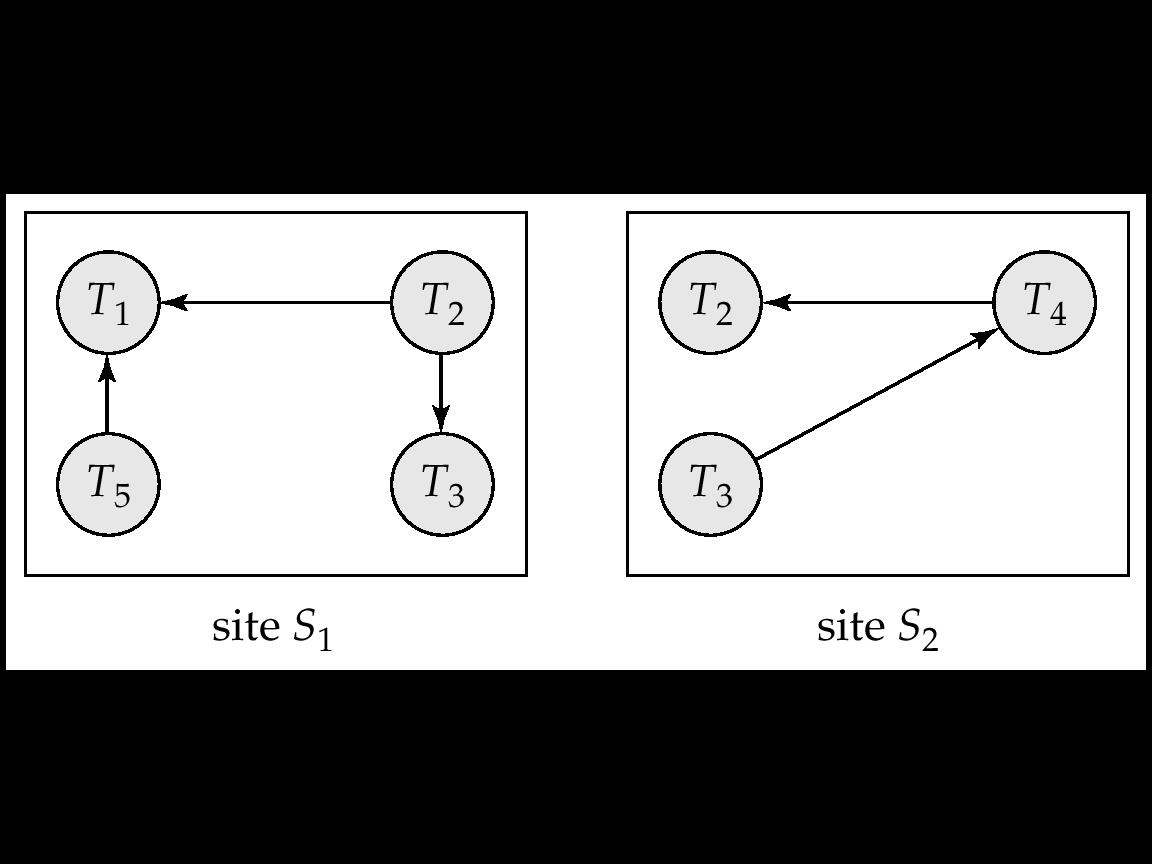 T₁
T₂
T₅
T₃
site S₁
T₂
T₄
T₃
site S₂